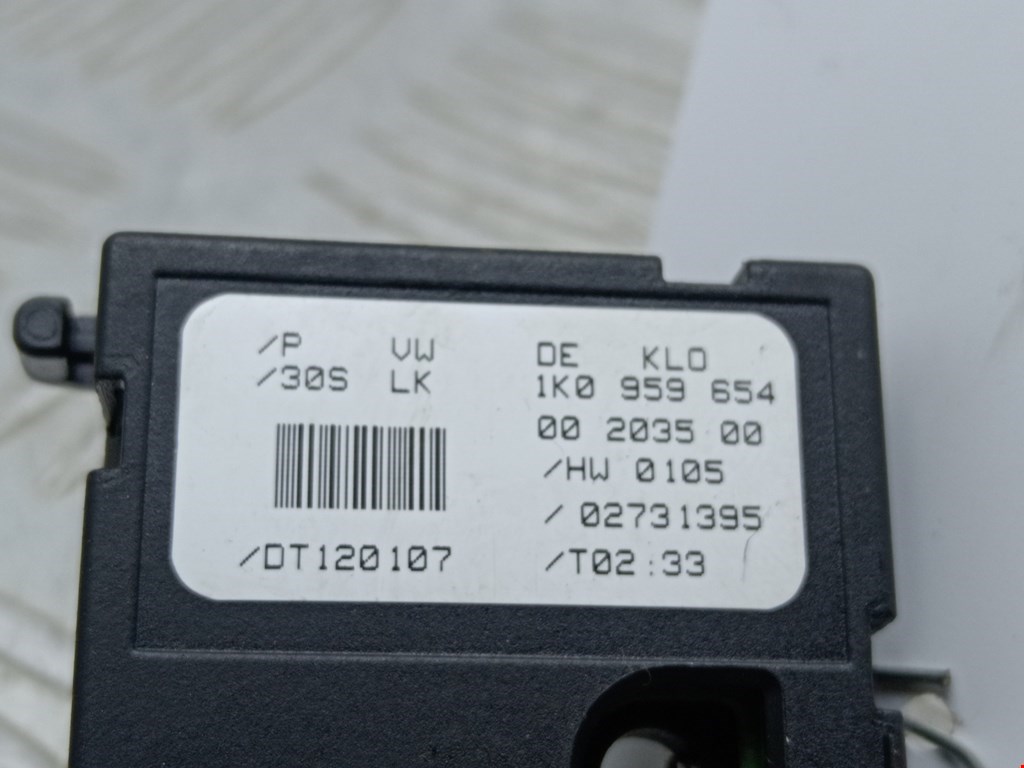 /P VW DE KLO
/30S LK 1K0 959 654
00 2035 00
/HW 0105
/ 02731395
/DT120107 /T02:33